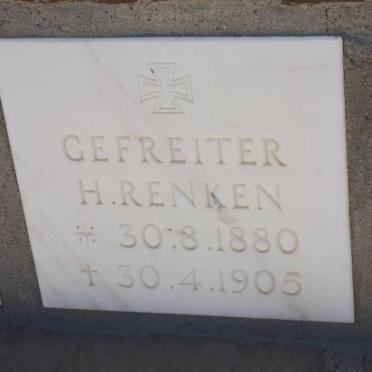 GEFREITER
H. RENKEN
* 30.8.1880
† 30.4.1905